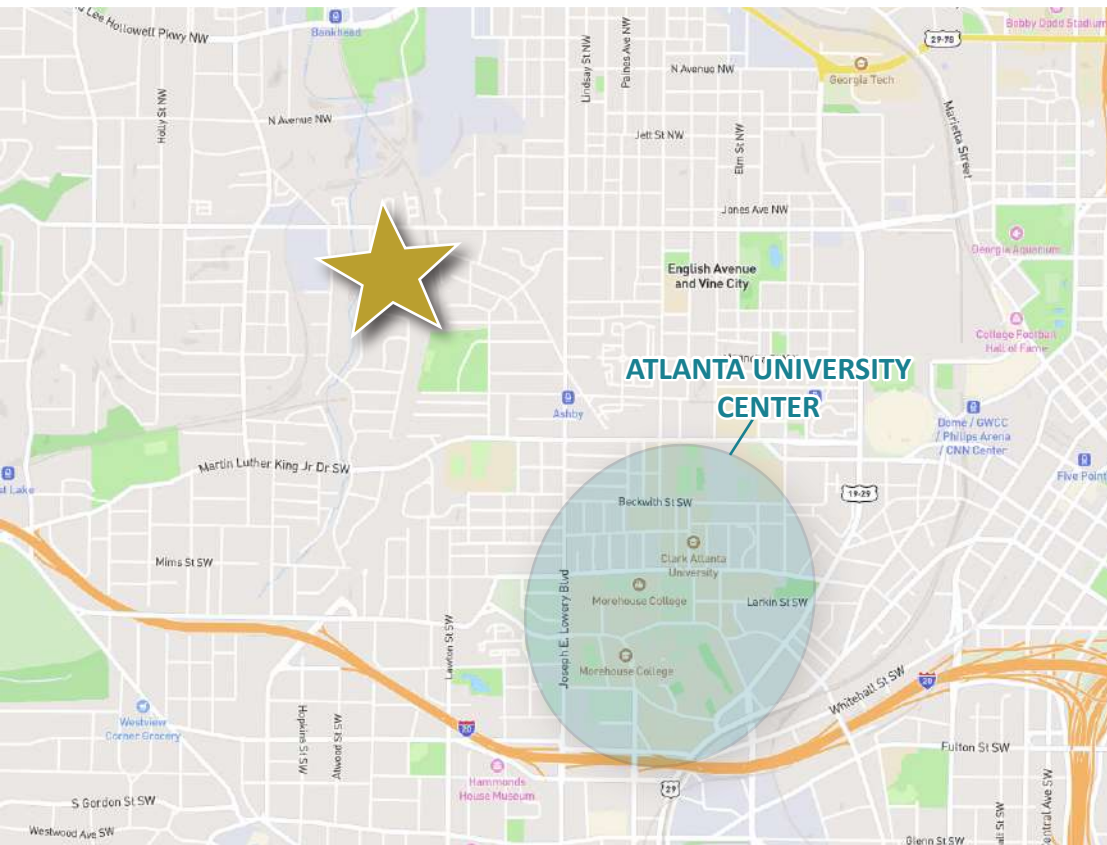 Lee Hollowell Pkwy NW
Bankhead
Bobby Dodd Stadium
29-78
Georgia Tech
N Avenue NW
Lindsay St NW
Paines Ave NW
Holly St NW
N Avenue NW
Jett St NW
Elm St NW
Marietta Street
Jones Ave NW
Georgia Aquarium
English Avenue
and Vine City
College Football
Hall of Fame
ATLANTA UNIVERSITY
CENTER
Ashby
Dome / GWCC
/ Philips Arena
/ CNN Center
Five Point
Martin Luther King Jr Dr SW
st Lake
19-29
Beckwith St SW
Clark Atlanta
University
Mims St SW
Morehouse College
Larkin St SW
Joseph E. Lowery Blvd
Lawton St SW
Morehouse College
Whitehall St SW
20
Westview
Corner Grocery
Hopkins St SW
Atwood St SW
20
Fulton St SW
Hammonds
House Museum
29
S Gordon St SW
Westwood Ave SW
Glenn St SW
St SW
entral Ave SW